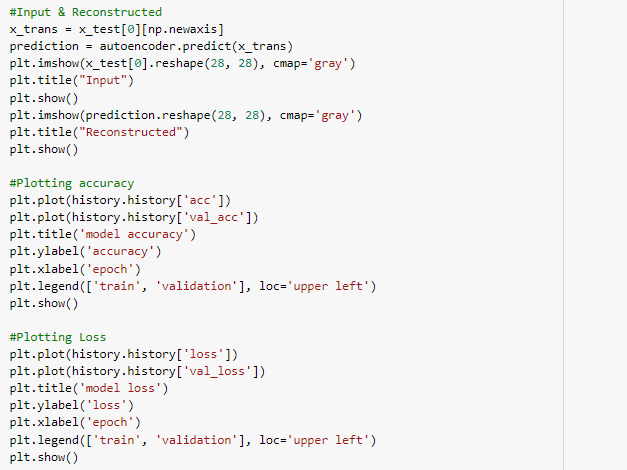 #Input & Reconstructed
x_trans = x_test[0][np.newaxis]
prediction = autoencoder.predict(x_trans)
plt.imshow(x_test[0].reshape(28, 28), cmap='gray')
plt.title("Input")
plt.show()
plt.imshow(prediction.reshape(28, 28), cmap='gray')
plt.title("Reconstructed")
plt.show()

#Plotting accuracy
plt.plot(history.history['acc'])
plt.plot(history.history['val_acc'])
plt.title('model accuracy')
plt.ylabel('accuracy')
plt.xlabel('epoch')
plt.legend(['train', 'validation'], loc='upper left')
plt.show()

#Plotting Loss
plt.plot(history.history['loss'])
plt.plot(history.history['val_loss'])
plt.title('model loss')
plt.ylabel('loss')
plt.xlabel('epoch')
plt.legend(['train', 'validation'], loc='upper left')
plt.show()